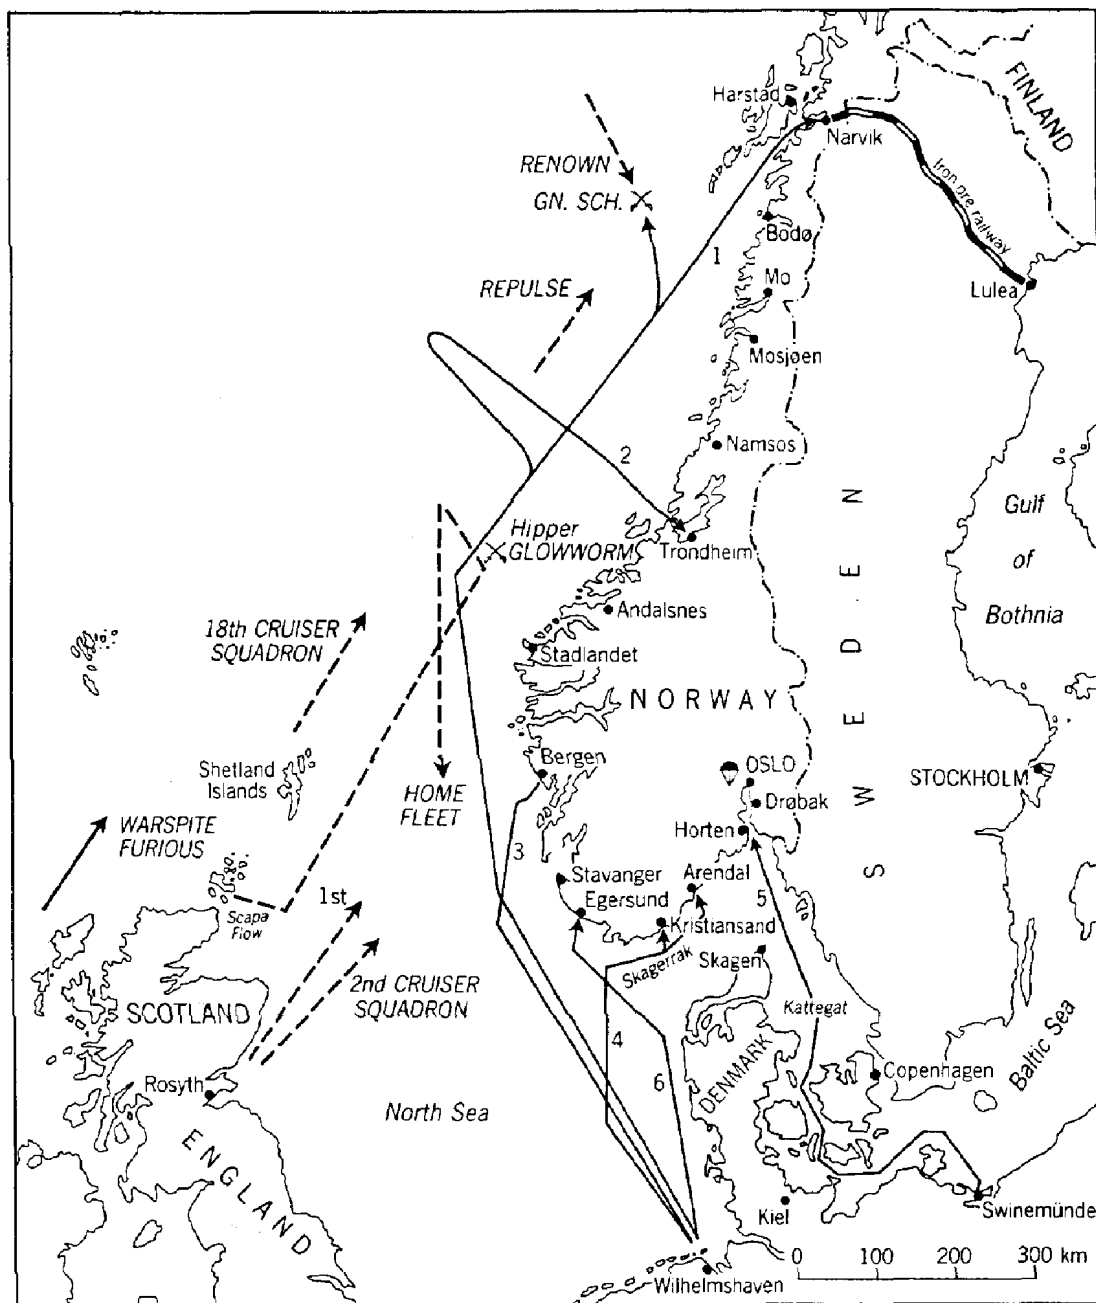 Harstad
FINLAND
Narvik
RENOWN
GN. SCH.
Iron ore railway
Bodø
1
Mo
Lulea
REPULSE
Mosjøen
Namsos
2
SWEDEN
Gulf
of
Bothnia
Hipper
GLOWWORM
Trondheim
Andalsnes
18th CRUISER
SQUADRON
Stadlandet
NORWAY
Bergen
OSLO
STOCKHOLM
Shetland
Islands
HOME
FLEET
Drøbak
Horten
WARSPITE
FURIOUS
3
Stavanger
Arendal
Egersund
5
1st
Scapa
Flow
Kristiansand
Skagerrak
Skagen
2nd CRUISER
SQUADRON
SCOTLAND
Kattegat
4
Baltic Sea
DENMARK
Copenhagen
6
Rosyth
North Sea
ENGLAND
Kiel
Swinemünde
0 100 200 300 km
Wilhelmshaven